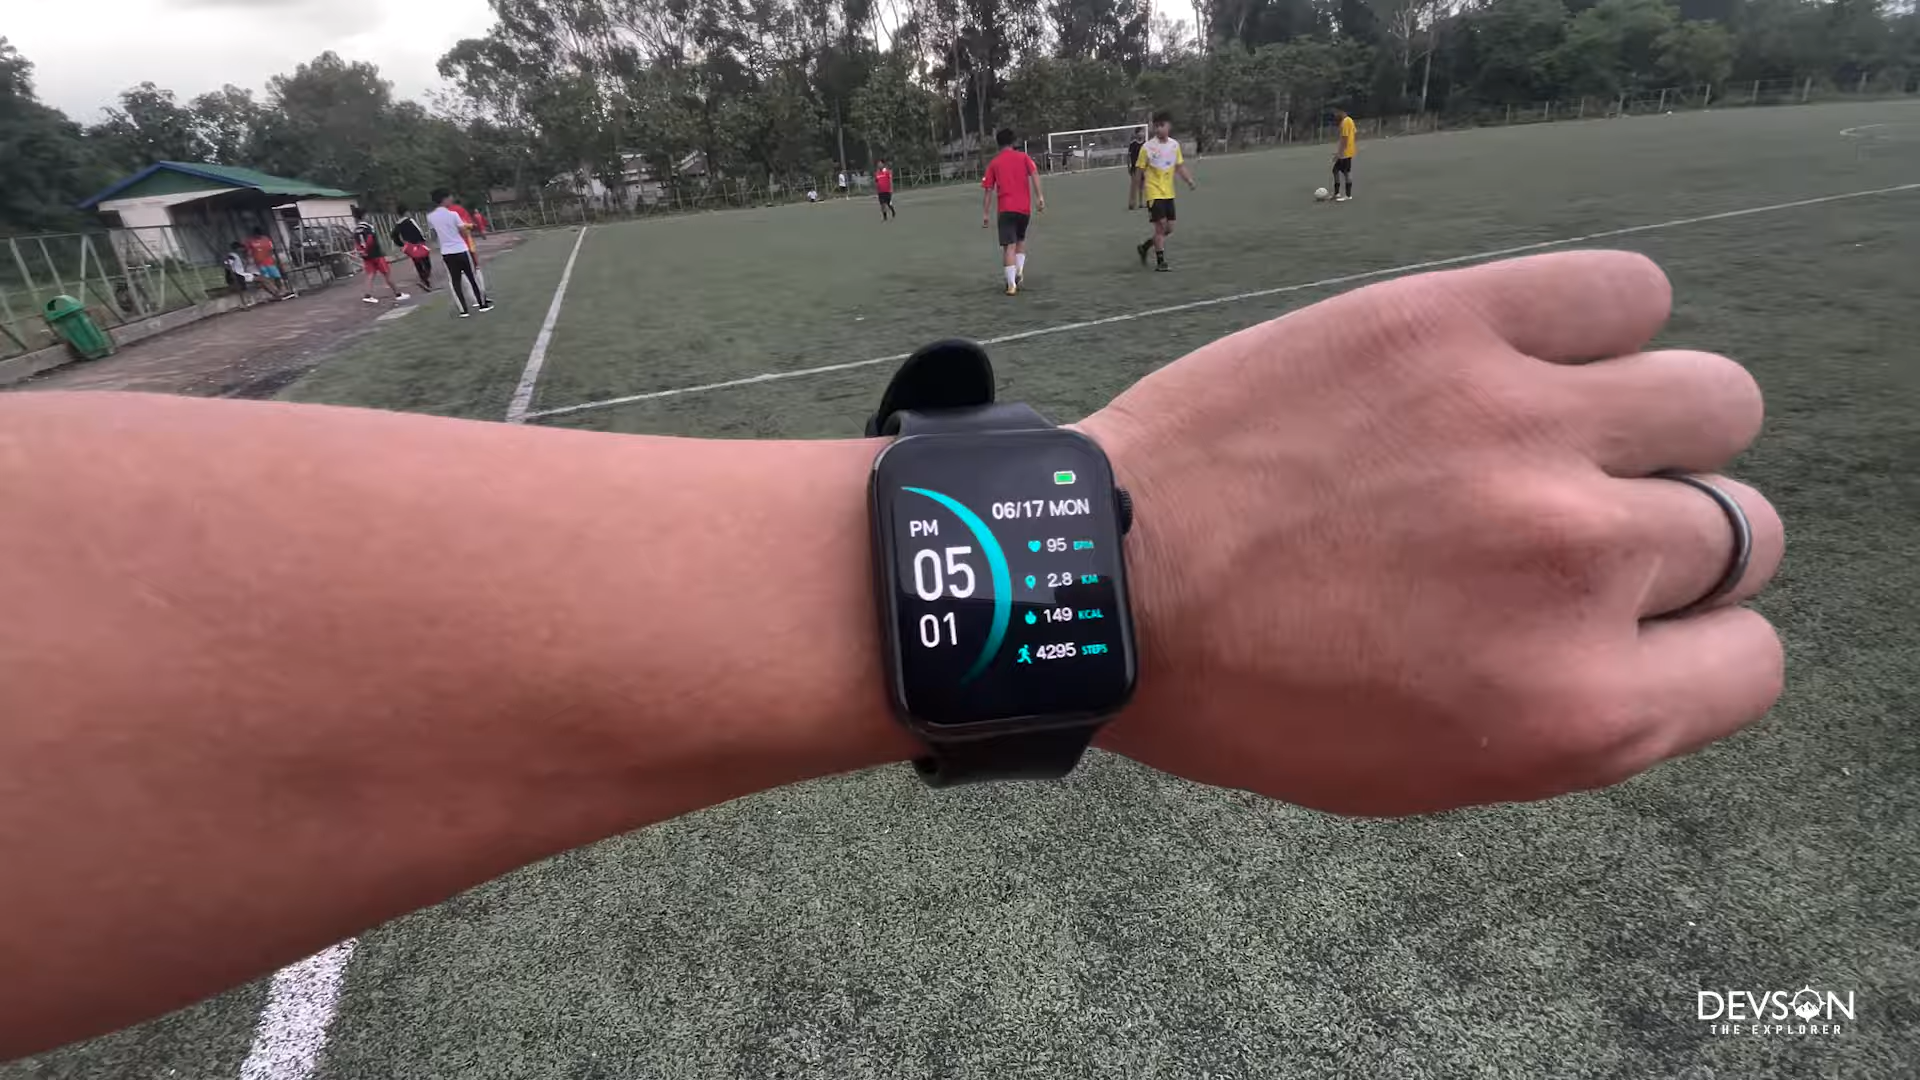 06/17 MON
PM
05
01
95 BPM
2.8 KM
149 KCAL
4295 STEPS
DEVSON
THE EXPLORER